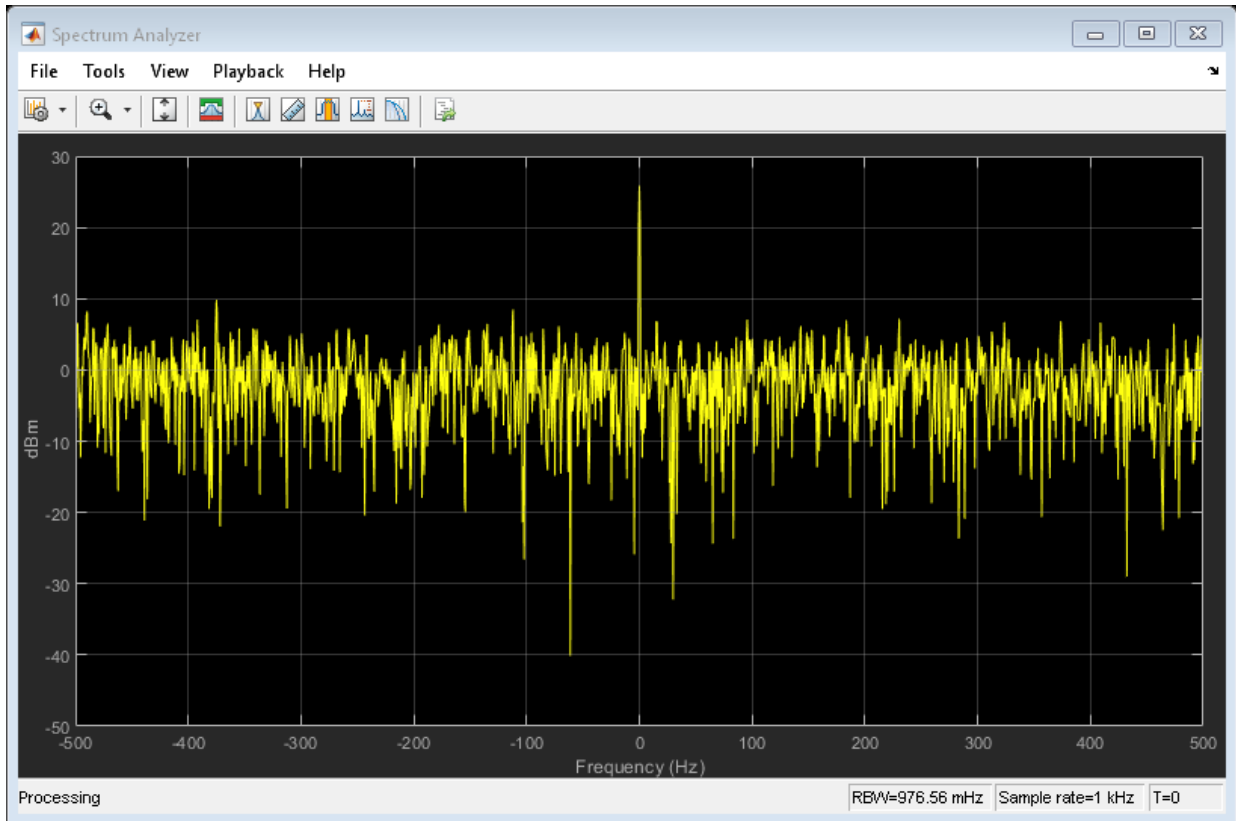 Spectrum Analyzer
File Tools View Playback Help
30
20
10
0
-10
-20
-30
-40
-50
dBm
-500 -400 -300 -200 -100 0 100 200 300 400 500
Frequency (Hz)
Processing RBW=976.56 mHz Sample rate=1 kHz T=0